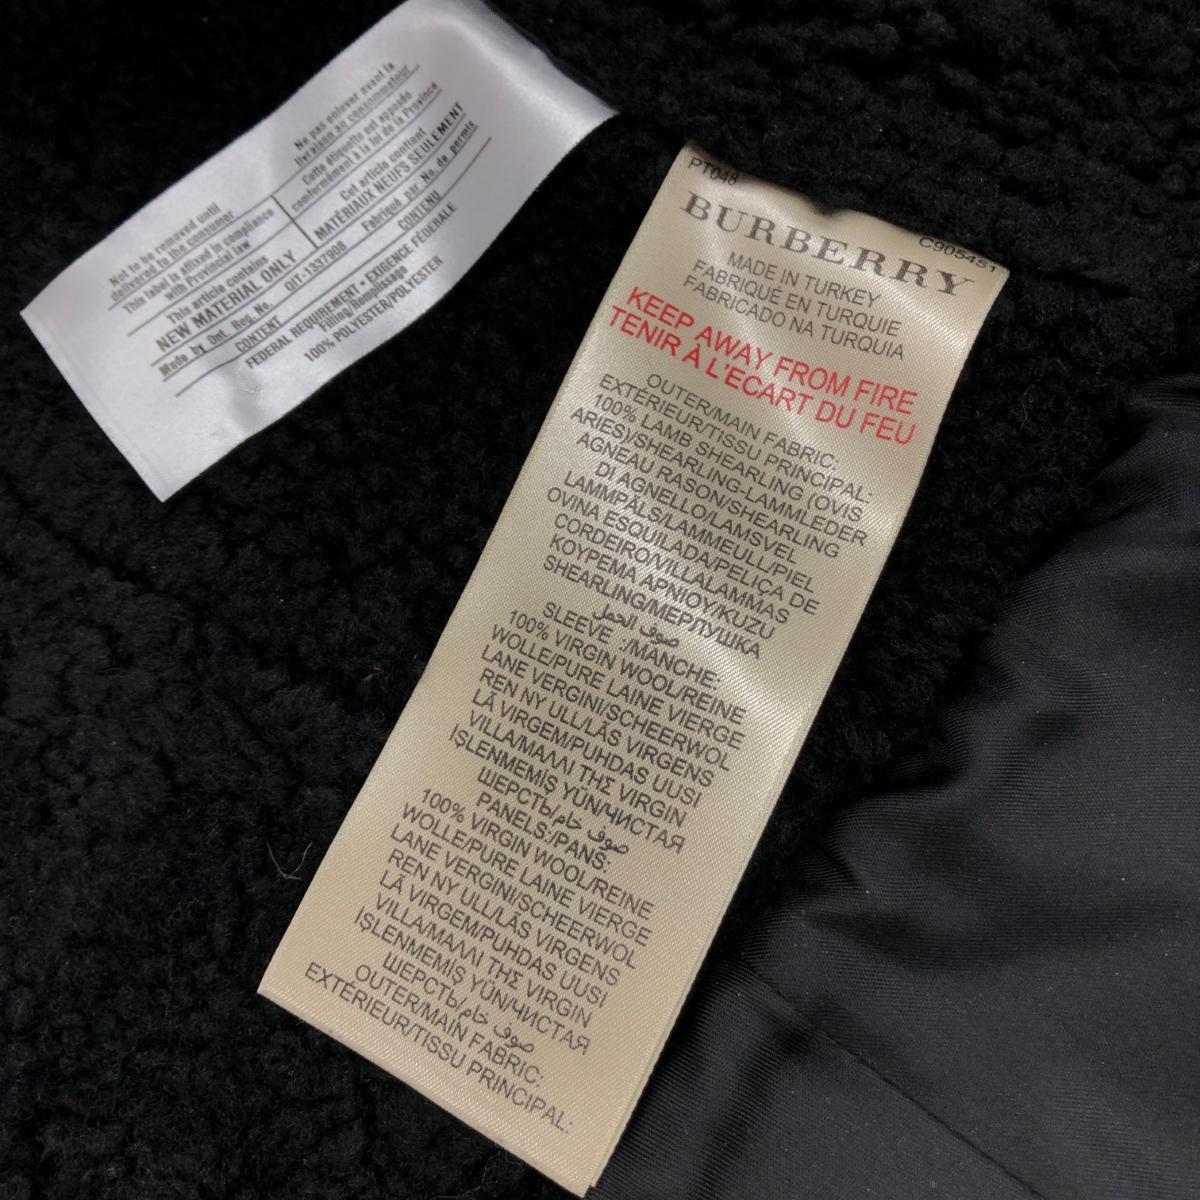 Not to be removed until
delivered to the consumer
This label is affixed in compliance
with Provincial law
This article contains
NEW MATERIAL ONLY
Made by Ont. Reg. No.
CONTENT
Ne pas enlever avant la
livraison au consommateur
Cette étiquette est apposée
conformément à la loi de la Province
Cet article contient
MATÉRIAUX NEUFS SEULEMENT
01T-1337908 Fabriqué par No. de permis
CONTENU
FEDERAL REQUIREMENT • EXIGENCE FÉDERALE
Filling/Remplissage
100% POLYESTER/POLYESTER
PT048
C905451
BURBERRY
MADE IN TURKEY
FABRIQUÉ EN TURQUIE
FABRICADO NA TURQUIA
KEEP AWAY FROM FIRE
TENIR À L'ECART DU FEU
OUTER/MAIN FABRIC:
EXTÉRIEUR/TISSU PRINCIPAL:
100% LAMB SHEARLING (OVIS
ARIES)/SHEARLING-LAMMLEDER
AGNEAU RASON/SHEARLING
DI AGNELLO/LAMSVEL
LAMMPÄLS/LAMMEULL/PIEL
OVINA ESQUILADA/PELIÇA DE
CORDEIRO/VILLALAMMAS
ΚΟΥΡΕΜΑ ΑΡΝΙΟΥ/KUZU
SHEARLING/МЕРЛУШКА
صوف الحمل
SLEEVE :/MANCHE:
100% VIRGIN WOOL/REINE
WOLLE/PURE LAINE VIERGE
LANE VERGINI/SCHEERWOL
REN NY ULL/LÃS VIRGENS
LÃ VIRGEM/PUHDAS UUSI
VILLA/ΜΑΛΛΙ ΤΗΣ VIRGIN
İŞLENMEMİŞ YÜN/ЧИСТАЯ
ШЕРСТЬ/صوف خام
PANELS:/PANS:
100% VIRGIN WOOL/REINE
WOLLE/PURE LAINE VIERGE
LANE VERGINI/SCHEERWOL
REN NY ULL/LÃS VIRGENS
LÃ VIRGEM/PUHDAS UUSI
VILLA/ΜΑΛΛΙ ΤΗΣ VIRGIN
İŞLENMEMİŞ YÜN/ЧИСТАЯ
ШЕРСТЬ/صوف خام
OUTER/MAIN FABRIC:
EXTÉRIEUR/TISSU PRINCIPAL: